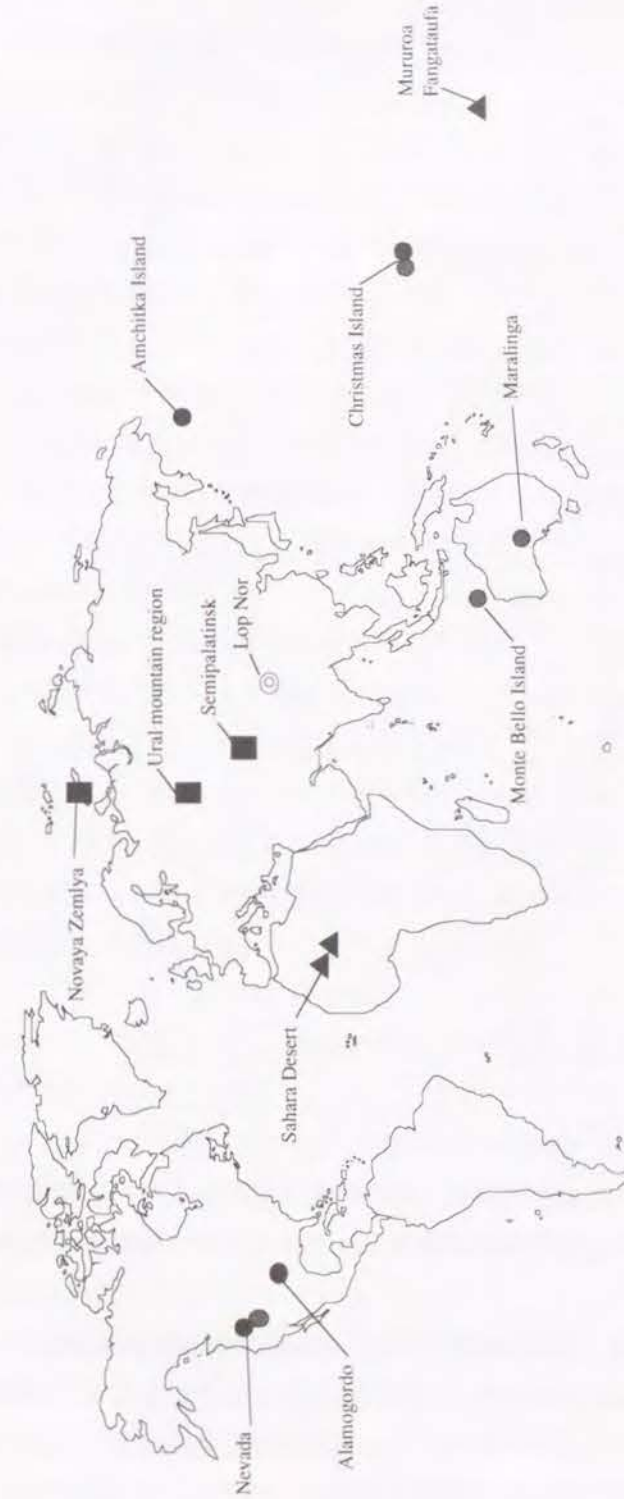 Novaya Zemlya
Ural mountain region
Semipalatinsk
Lop Nor
Amchitka Island
Mururoa
Fangataufa
Christmas Island
Maralinga
Monte Bello Island
Sahara Desert
Nevada
Alamogordo